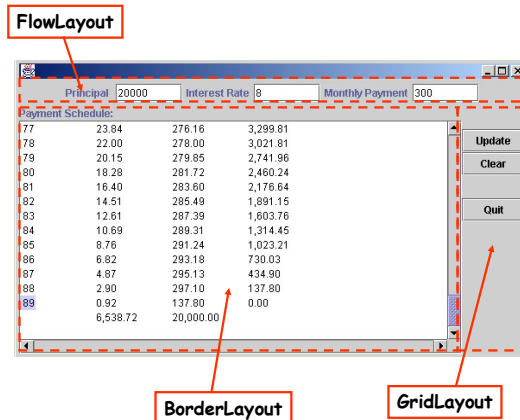 FlowLayout
Principal 20000 Interest Rate 8 Monthly Payment 300
Payment Schedule:
77 23.84 276.16 3,299.81
78 22.00 278.00 3,021.81
79 20.15 279.85 2,741.96
80 18.28 281.72 2,460.24
81 16.40 283.60 2,176.64
82 14.51 285.49 1,891.15
83 12.61 287.39 1,603.76
84 10.69 289.31 1,314.45
85 8.76 291.24 1,023.21
86 6.82 293.18 730.03
87 4.87 295.13 434.90
88 2.90 297.10 137.80
89 0.92 137.80 0.00
6,538.72 20,000.00
Update
Clear
Quit
BorderLayout
GridLayout